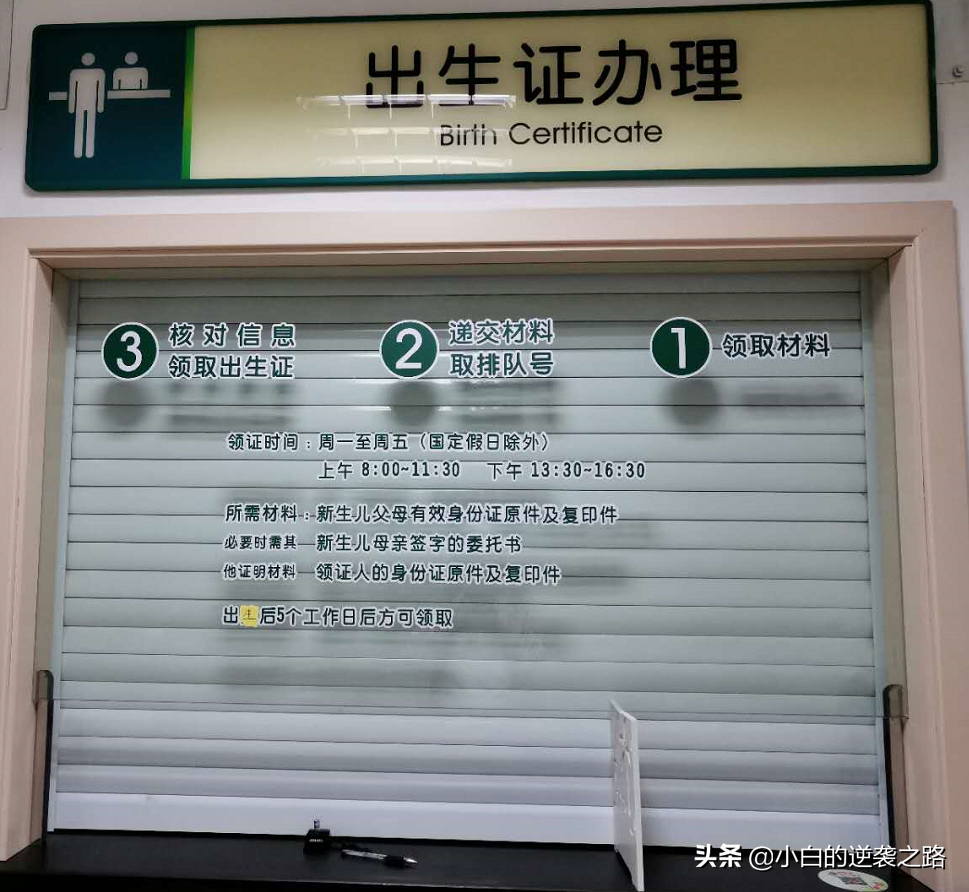 出生证办理
Birth Certificate
3 核对信息
领取出生证
2 递交材料
取排队号
1 领取材料
领证时间：周一至周五（国定假日除外）
上午 8:00~11:30 下午 13:30~16:30
所需材料：新生儿父母有效身份证原件及复印件
必要时需其 新生儿母亲签字的委托书
他证明材料 领证人的身份证原件及复印件
出生后5个工作日后方可领取
头条 @小白的逆袭之路